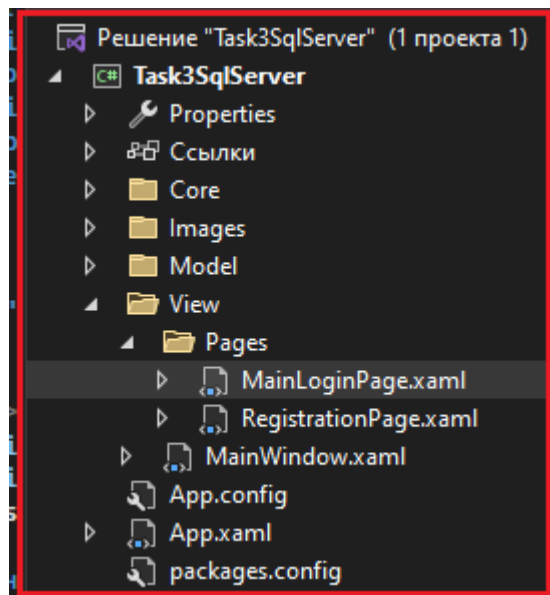 Решение "Task3SqlServer" (1 проекта 1)
C# Task3SqlServer
Properties
Ссылки
Core
Images
Model
View
Pages
MainLoginPage.xaml
RegistrationPage.xaml
MainWindow.xaml
App.config
App.xaml
packages.config